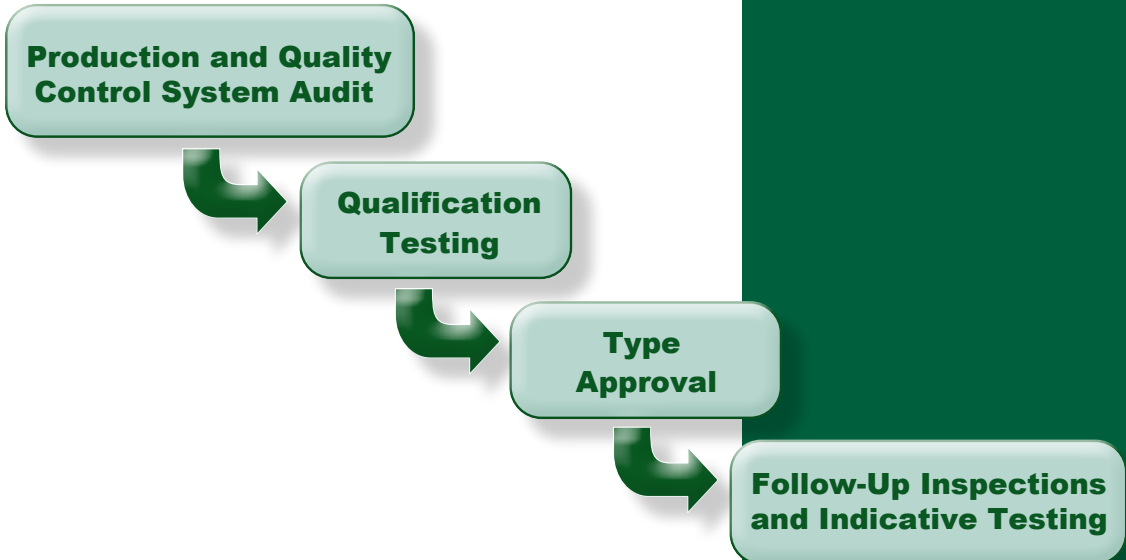 Production and Quality
Control System Audit
Qualification
Testing
Type
Approval
Follow-Up Inspections
and Indicative Testing